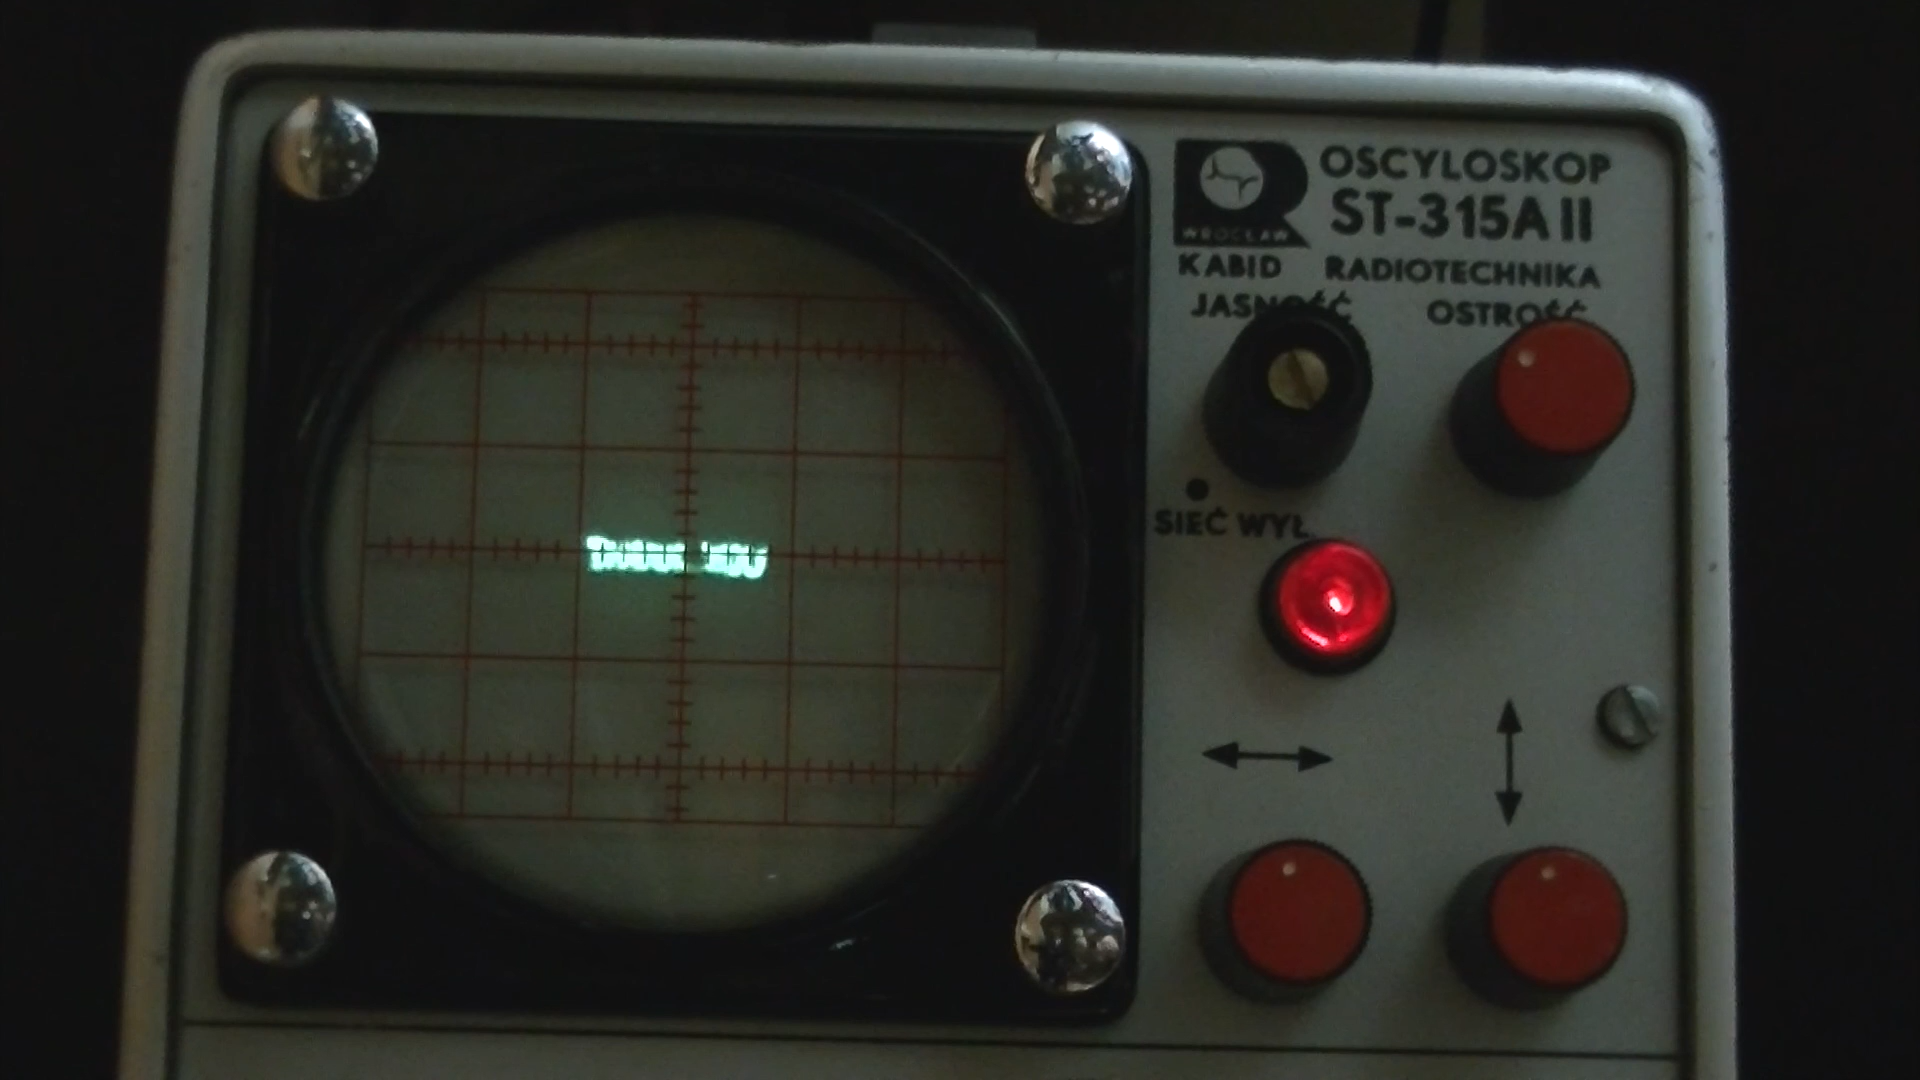 OSCYLOSKOP
ST-315A II
WROCŁAW
KABID RADIOTECHNIKA
JASNOŚĆ OSTROŚĆ
SIEĆ WYŁ.